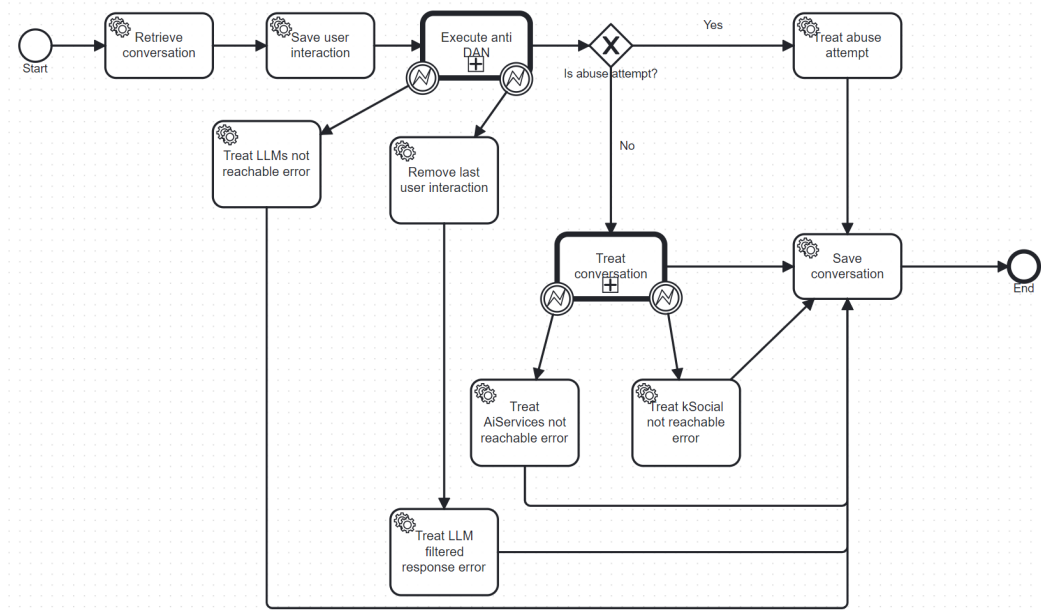 Start
Retrieve
conversation
Save user
interaction
Execute anti
DAN
Is abuse attempt?
Yes
Treat abuse
attempt
No
Treat LLMs not
reachable error
Remove last
user interaction
Treat
conversation
Save
conversation
End
Treat
AiServices not
reachable error
Treat kSocial
not reachable
error
Treat LLM
filtered
response error